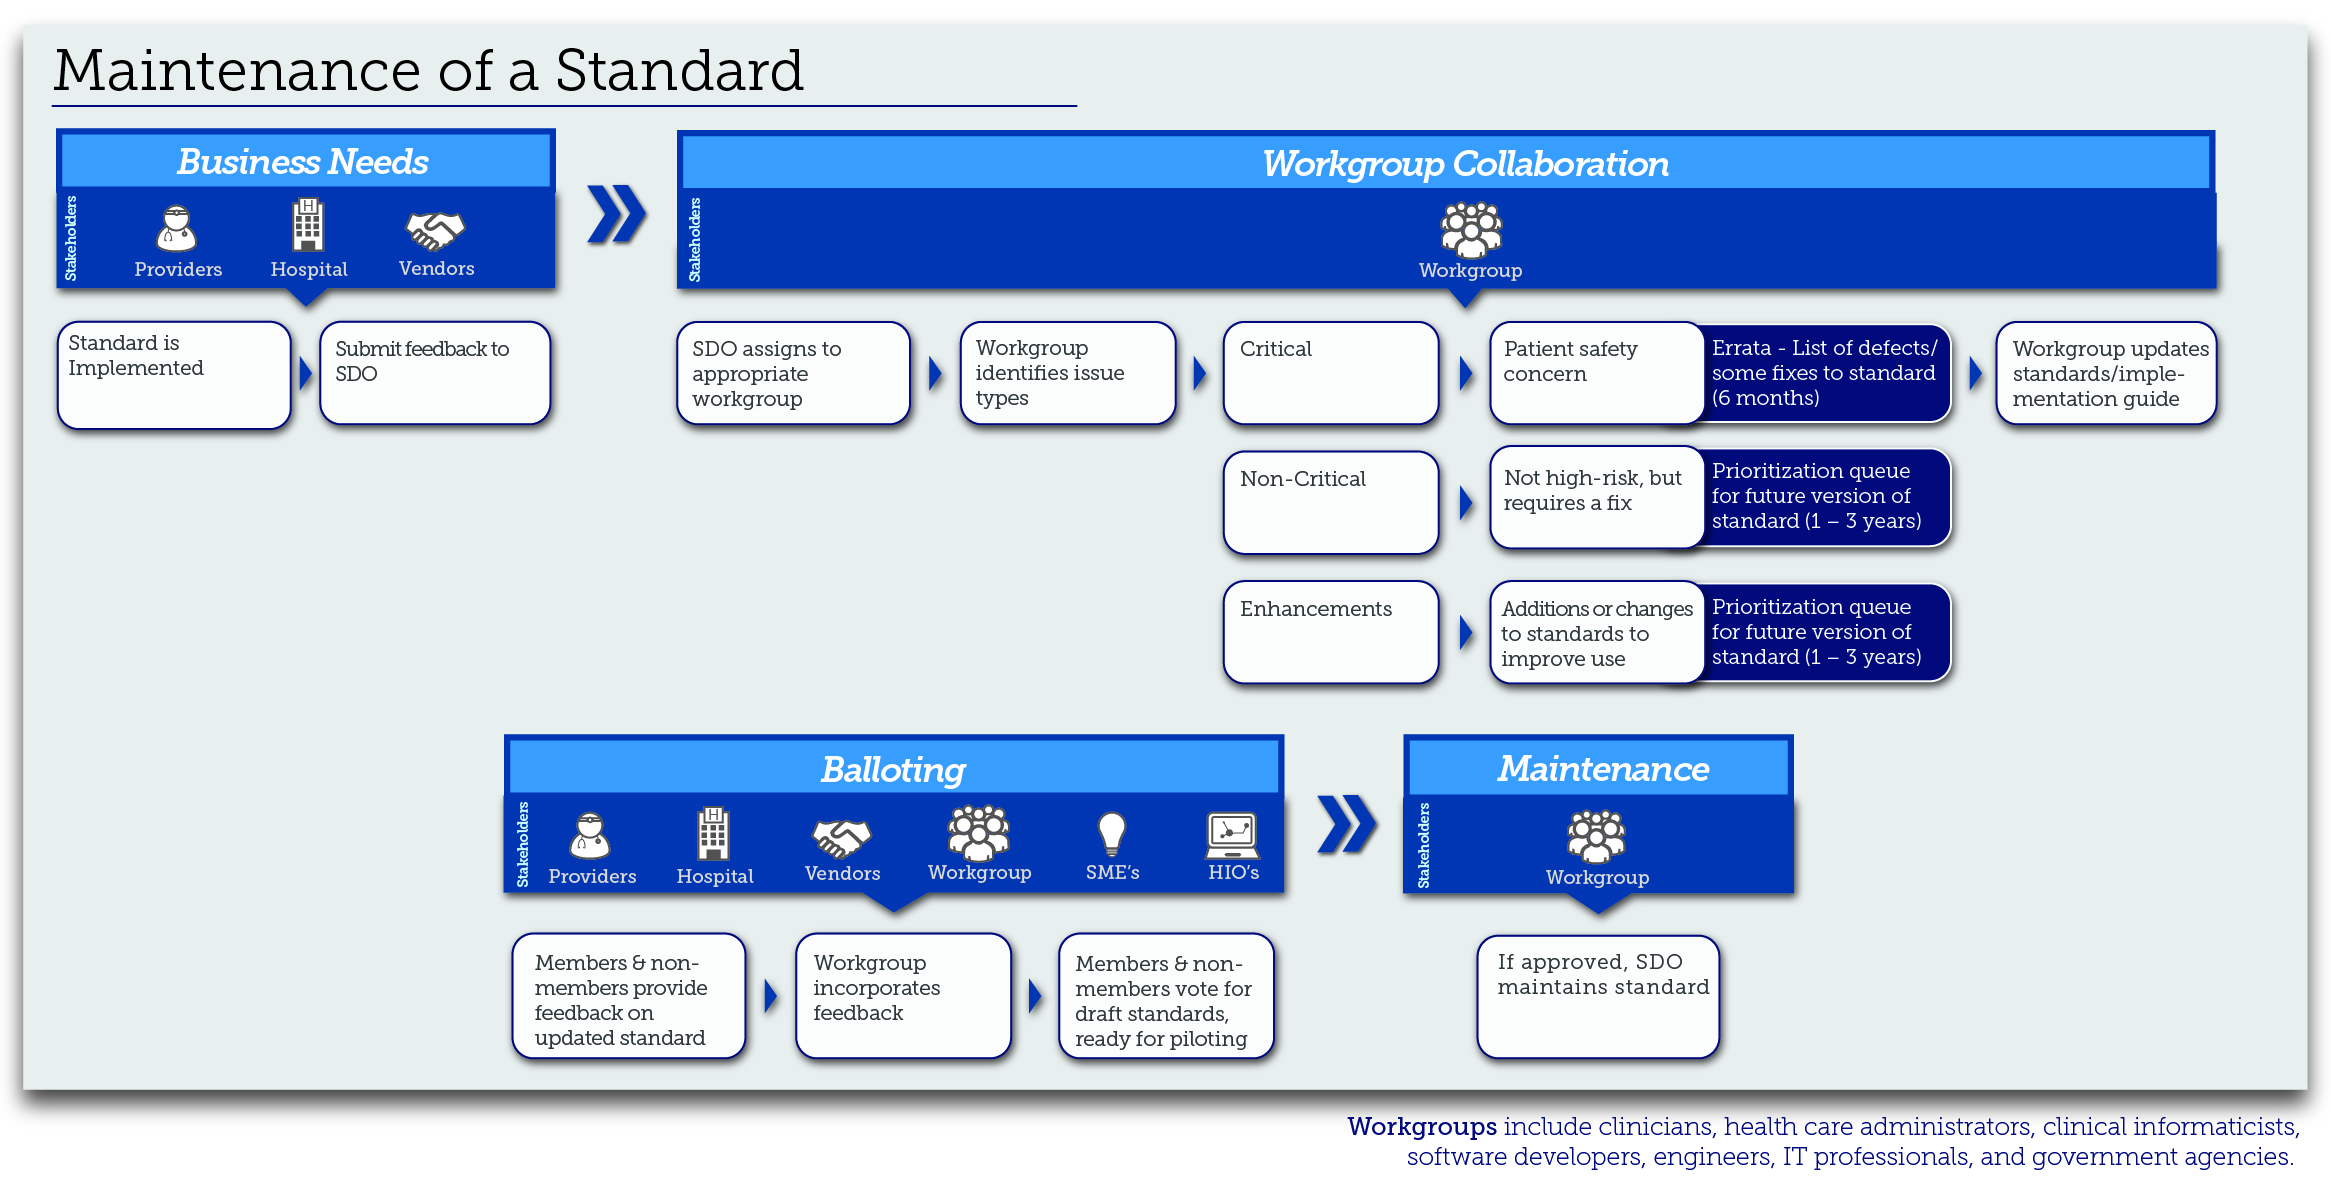 Maintenance of a Standard
Business Needs
Stakeholders
Providers
Hospital
Vendors
Standard is
Implemented
Submit feedback to
SDO
Workgroup Collaboration
Stakeholders
Workgroup
SDO assigns to
appropriate
workgroup
Workgroup
identifies issue
types
Critical
Patient safety
concern
Errata - List of defects/
some fixes to standard
(6 months)
Workgroup updates
standards/imple-
mentation guide
Non-Critical
Not high-risk, but
requires a fix
Prioritization queue
for future version of
standard (1 – 3 years)
Enhancements
Additions or changes
to standards to
improve use
Prioritization queue
for future version of
standard (1 – 3 years)
Balloting
Stakeholders
H
Providers
Hospital
Vendors
Workgroup
SME's
HIO's
Members & non-
members provide
feedback on
updated standard
Workgroup
incorporates
feedback
Members & non-
members vote for
draft standards,
ready for piloting
Maintenance
Stakeholders
Workgroup
If approved, SDO
maintains standard
Workgroups include clinicians, health care administrators, clinical informaticists,
software developers, engineers, IT professionals, and government agencies.